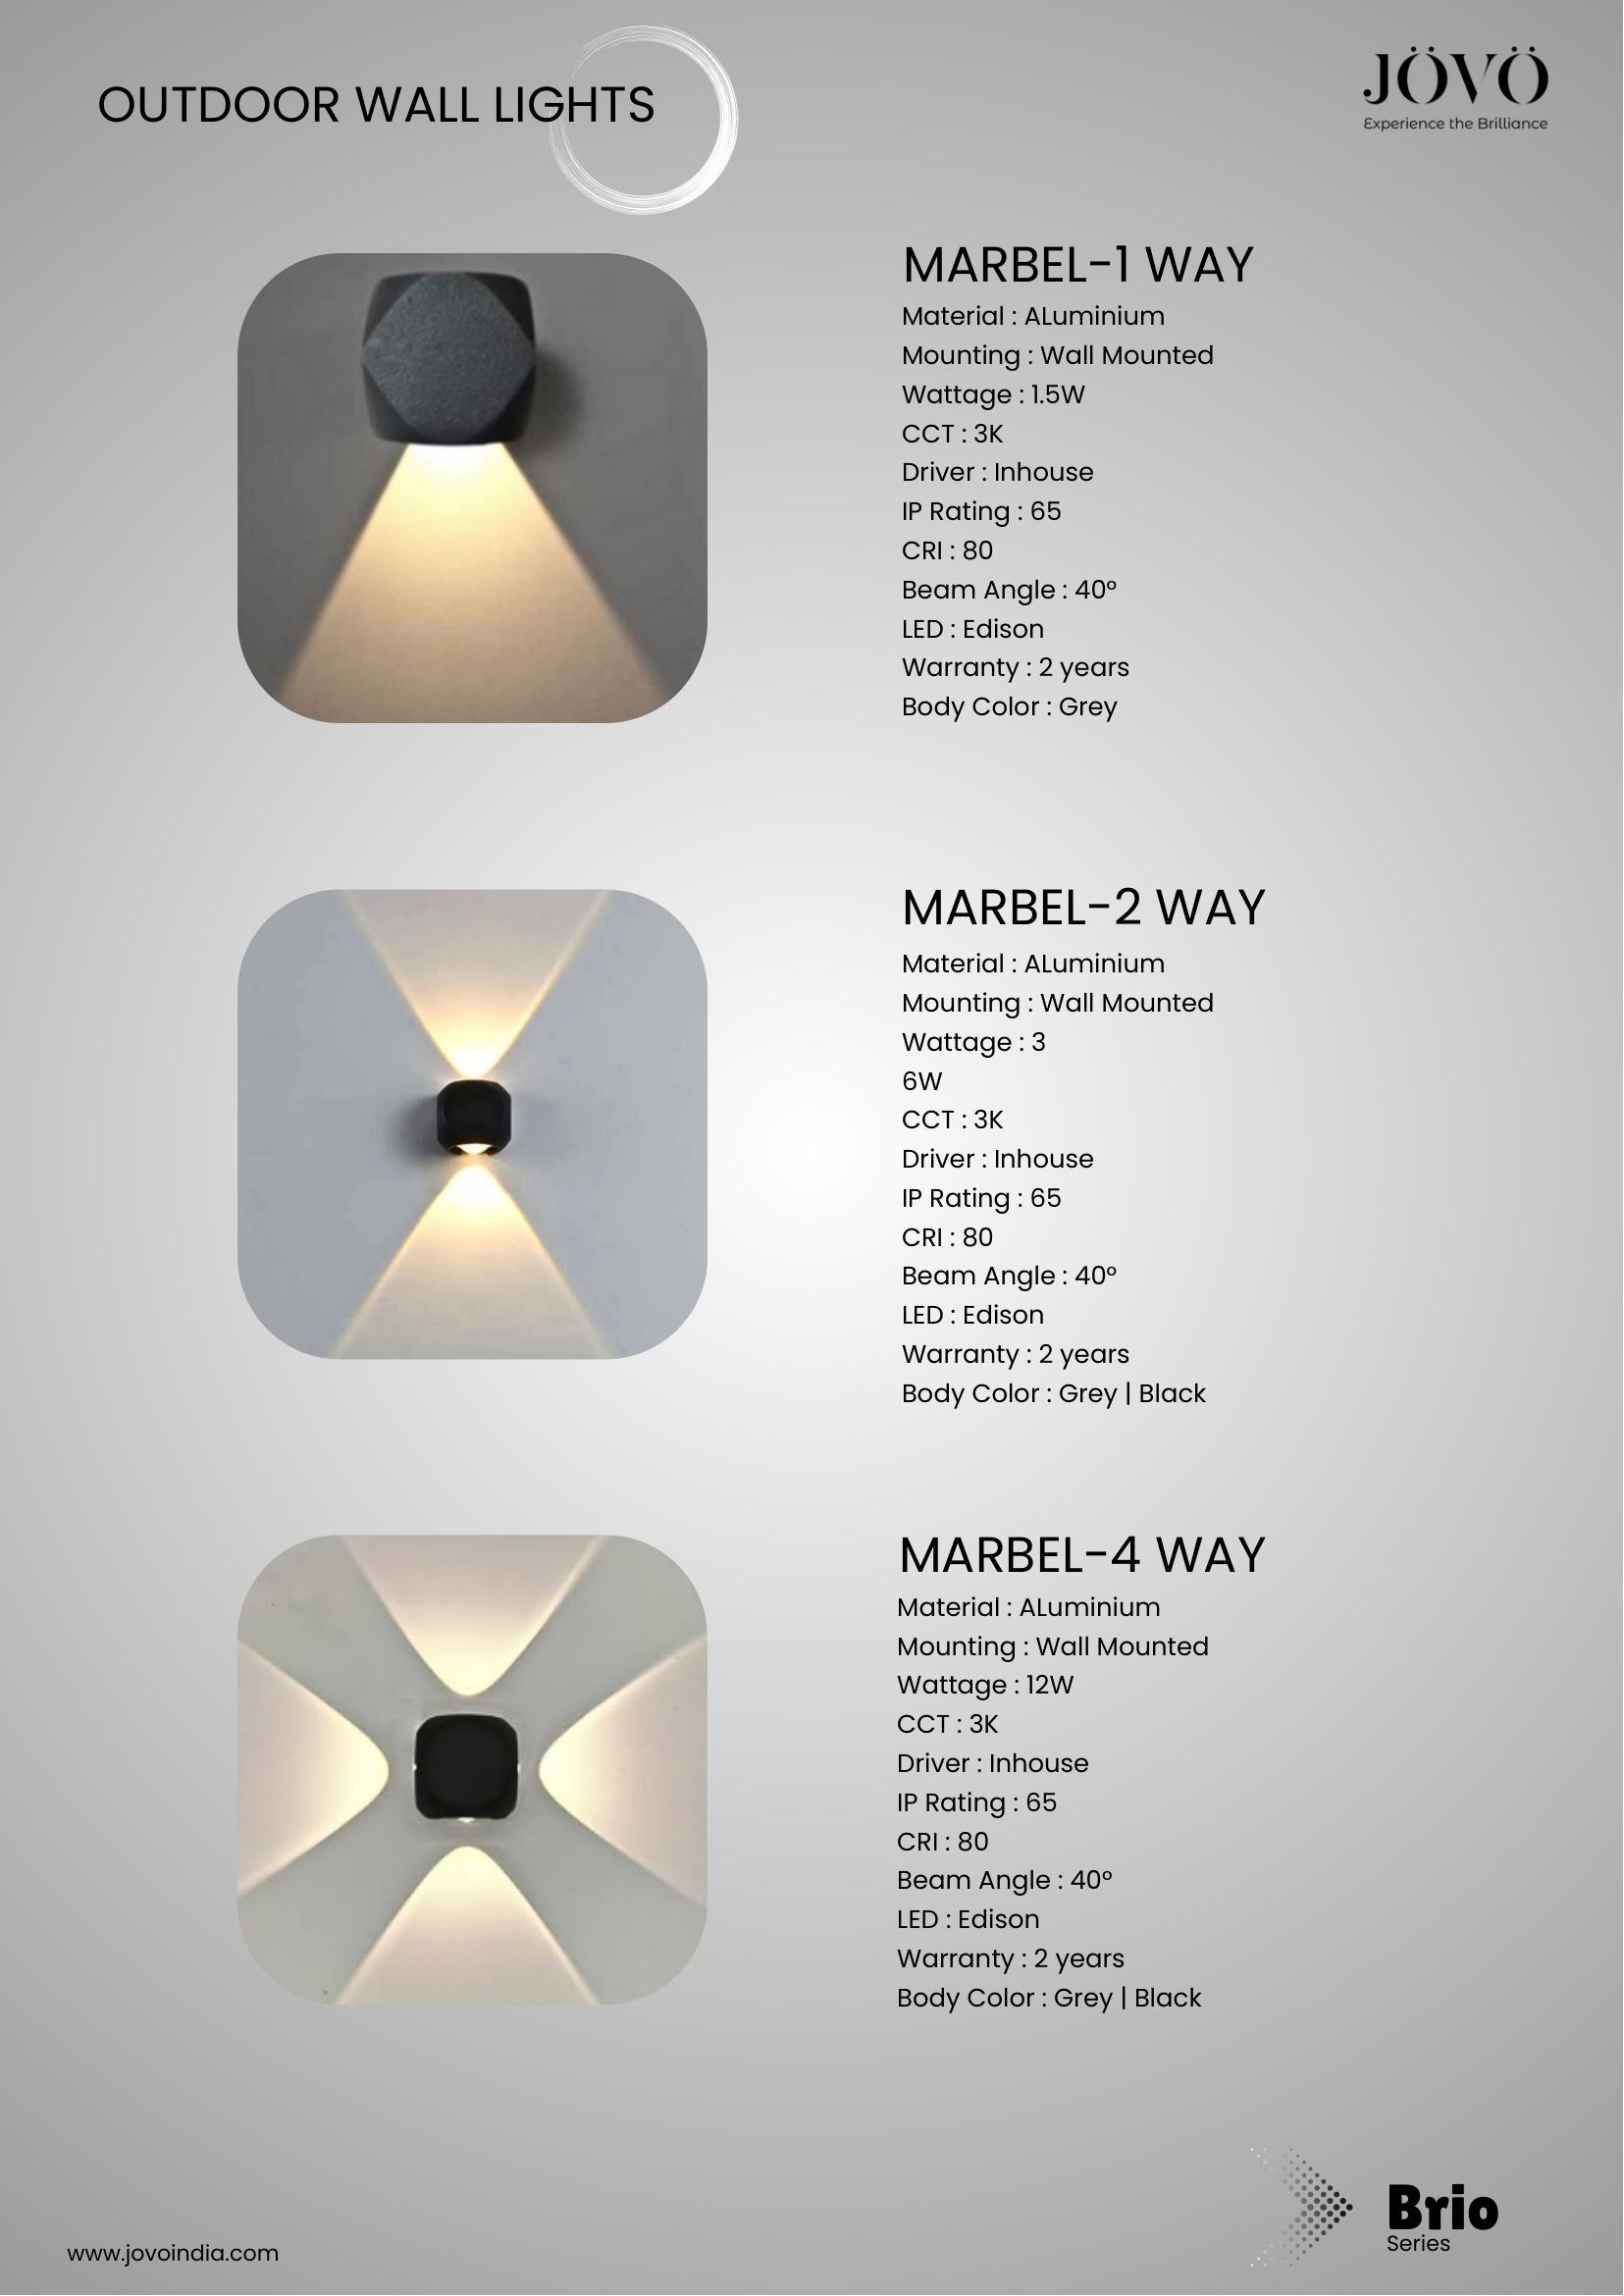 OUTDOOR WALL LIGHTS
JÖVÖ
Experience the Brilliance
MARBEL-1 WAY
Material : ALuminium
Mounting : Wall Mounted
Wattage : 1.5W
CCT : 3K
Driver : Inhouse
IP Rating : 65
CRI : 80
Beam Angle : 40°
LED : Edison
Warranty : 2 years
Body Color : Grey
MARBEL-2 WAY
Material : ALuminium
Mounting : Wall Mounted
Wattage : 3
6W
CCT : 3K
Driver : Inhouse
IP Rating : 65
CRI : 80
Beam Angle : 40°
LED : Edison
Warranty : 2 years
Body Color : Grey | Black
MARBEL-4 WAY
Material : ALuminium
Mounting : Wall Mounted
Wattage : 12W
CCT : 3K
Driver : Inhouse
IP Rating : 65
CRI : 80
Beam Angle : 40°
LED : Edison
Warranty : 2 years
Body Color : Grey | Black
Brio
Series
www.jovoindia.com